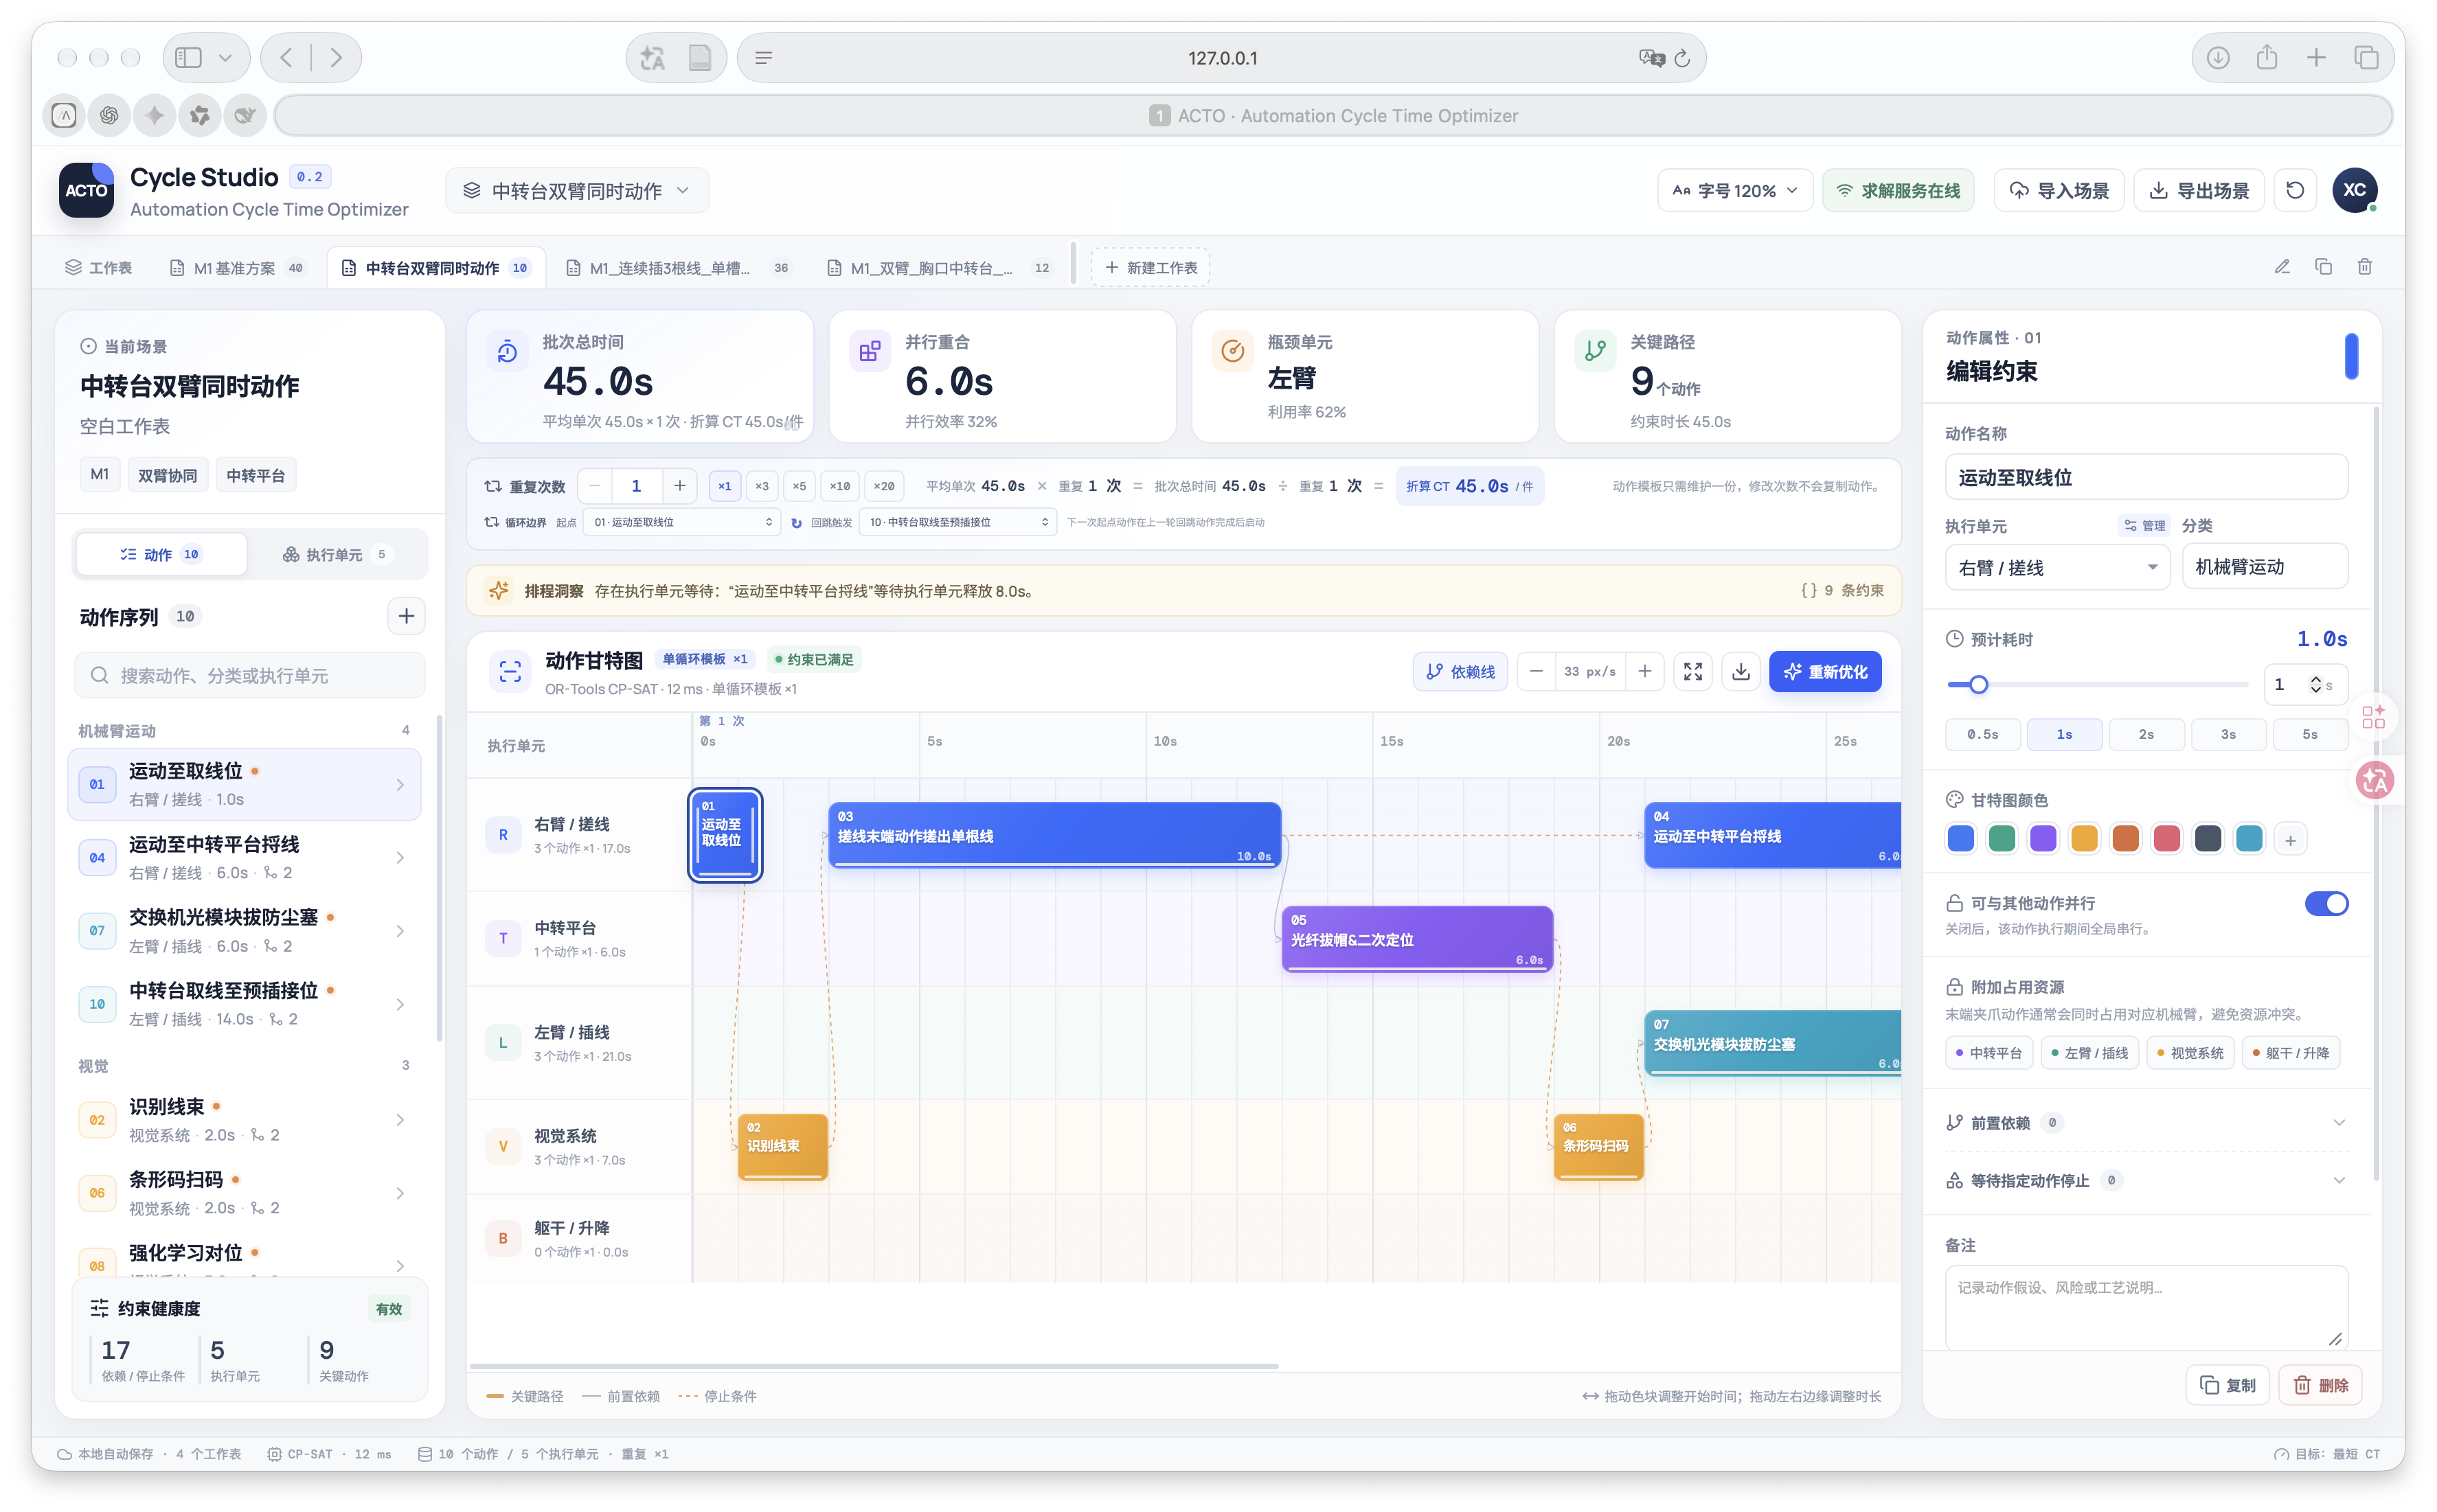 127.0.0.1
1 ACTO · Automation Cycle Time Optimizer
ACTO
Cycle Studio 0.2
Automation Cycle Time Optimizer
中转台双臂同时动作
字号 120%
求解服务在线
导入场景
导出场景
XC
工作表
M1 基准方案 40
中转台双臂同时动作 10
M1_连续插3根线_单槽... 36
M1_双臂_胸口中转台_... 12
新建工作表
当前场景
中转台双臂同时动作
空白工作表
M1
双臂协同
中转平台
动作 10
执行单元 5
动作序列 10
搜索动作、分类或执行单元
机械臂运动 4
01
运动至取线位
右臂 / 搓线 · 1.0s
04
运动至中转平台捋线
右臂 / 搓线 · 6.0s · 2
07
交换机光模块拔防尘塞
左臂 / 插线 · 6.0s · 2
10
中转台取线至预插接位
左臂 / 插线 · 14.0s · 2
视觉 3
02
识别线束
视觉系统 · 2.0s · 2
06
条形码扫码
视觉系统 · 2.0s · 2
08
强化学习对位
约束健康度 有效
17
依赖 / 停止条件
5
执行单元
9
关键动作
批次总时间
45.0s
平均单次 45.0s × 1 次 · 折算 CT 45.0s/件
并行重合
6.0s
并行效率 32%
瓶颈单元
左臂
利用率 62%
关键路径
9 个动作
约束时长 45.0s
重复次数 − 1 +
×1 ×3 ×5 ×10 ×20
平均单次 45.0s × 重复 1 次 = 批次总时间 45.0s ÷ 重复 1 次 = 折算 CT 45.0s / 件
动作模板只需维护一份，修改次数不会复制动作。
循环边界 起点 01 · 运动至取线位 回跳触发 10 · 中转台取线至预插接位 下一次起点动作在上一轮回跳动作完成后启动
排程洞察 存在执行单元等待：“运动至中转平台捋线”等待执行单元释放 8.0s。
{} 9 条约束
动作甘特图 单循环模板 ×1 约束已满足
OR-Tools CP-SAT · 12 ms · 单循环模板 ×1
依赖线
− 33 px/s +
重新优化
执行单元
第 1 次
0s 5s 10s 15s 20s 25s
R
右臂 / 搓线
3 个动作 ×1 · 17.0s
01
运动至
取线位
03
搓线末端动作搓出单根线
10.0s
04
运动至中转平台捋线
6.0s
T
中转平台
1 个动作 ×1 · 6.0s
05
光纤拔帽&二次定位
6.0s
L
左臂 / 插线
3 个动作 ×1 · 21.0s
07
交换机光模块拔防尘塞
6.0s
V
视觉系统
3 个动作 ×1 · 7.0s
02
识别线束
06
条形码扫码
B
躯干 / 升降
0 个动作 ×1 · 0.0s
关键路径 前置依赖 停止条件
拖动色块调整开始时间；拖动左右边缘调整时长
动作属性 · 01
编辑约束
动作名称
运动至取线位
执行单元 管理 分类
右臂 / 搓线
机械臂运动
预计耗时 1.0s
1 s
0.5s 1s 2s 3s 5s
甘特图颜色
+
可与其他动作并行
关闭后，该动作执行期间全局串行。
附加占用资源
末端夹爪动作通常会同时占用对应机械臂，避免资源冲突。
中转平台 左臂 / 插线 视觉系统 躯干 / 升降
前置依赖 0
等待指定动作停止 0
备注
记录动作假设、风险或工艺说明...
复制
删除
本地自动保存 · 4 个工作表 CP-SAT · 12 ms 10 个动作 / 5 个执行单元 · 重复 ×1
目标: 最短 CT